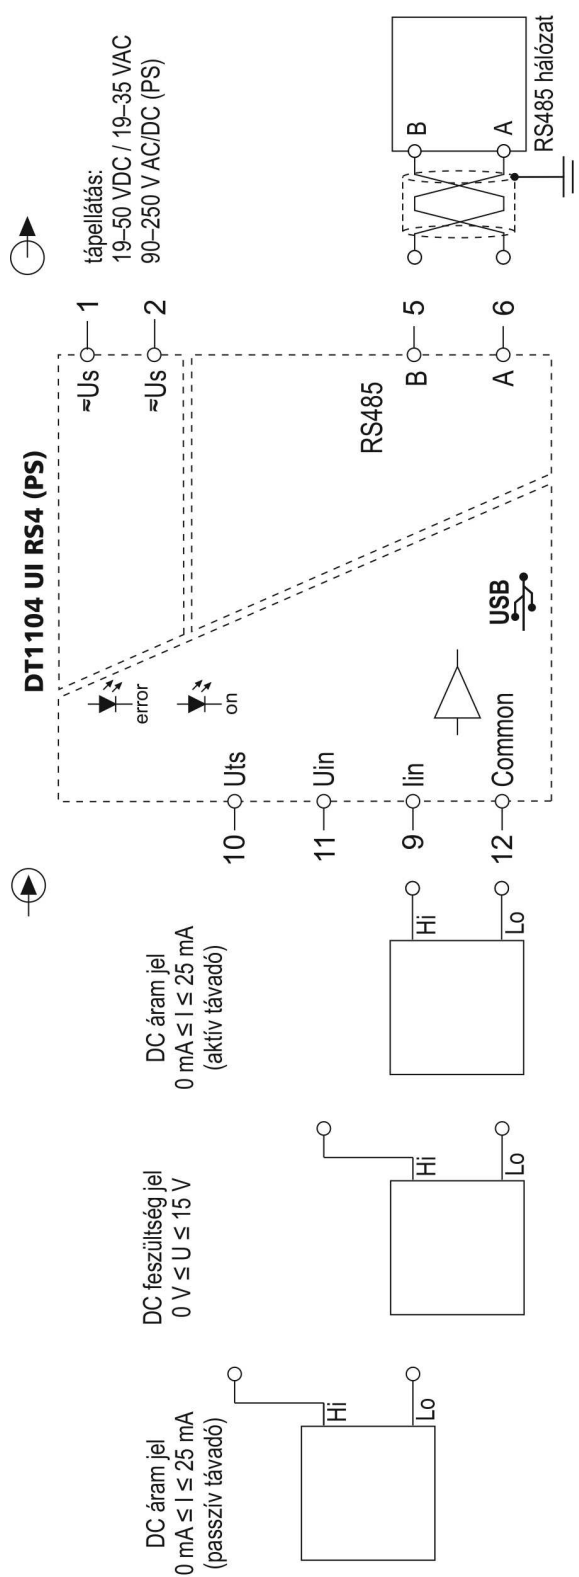 DC áram jel
0 mA ≤ I ≤ 25 mA
(passzív távadó)
Hi
Lo
DC feszültség jel
0 V ≤ U ≤ 15 V
Hi
Lo
DC áram jel
0 mA ≤ I ≤ 25 mA
(aktív távadó)
Hi
Lo
DT1104 UI RS4 (PS)
10 Uts
11 Uin
9 Iin
12 Common
error
on
USB
RS485
≂Us 1
≂Us 2
B 5
A 6
tápellátás:
19–50 VDC / 19–35 VAC
90–250 V AC/DC (PS)
B
A
RS485 hálózat